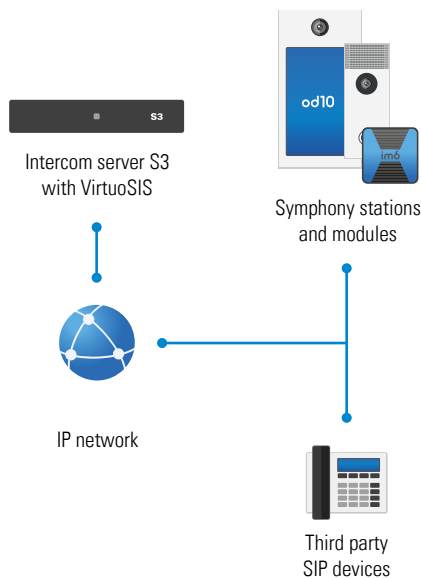 od10
S3
im6
Intercom server S3
with VirtuoSIS
Symphony stations
and modules
IP network
Third party
SIP devices